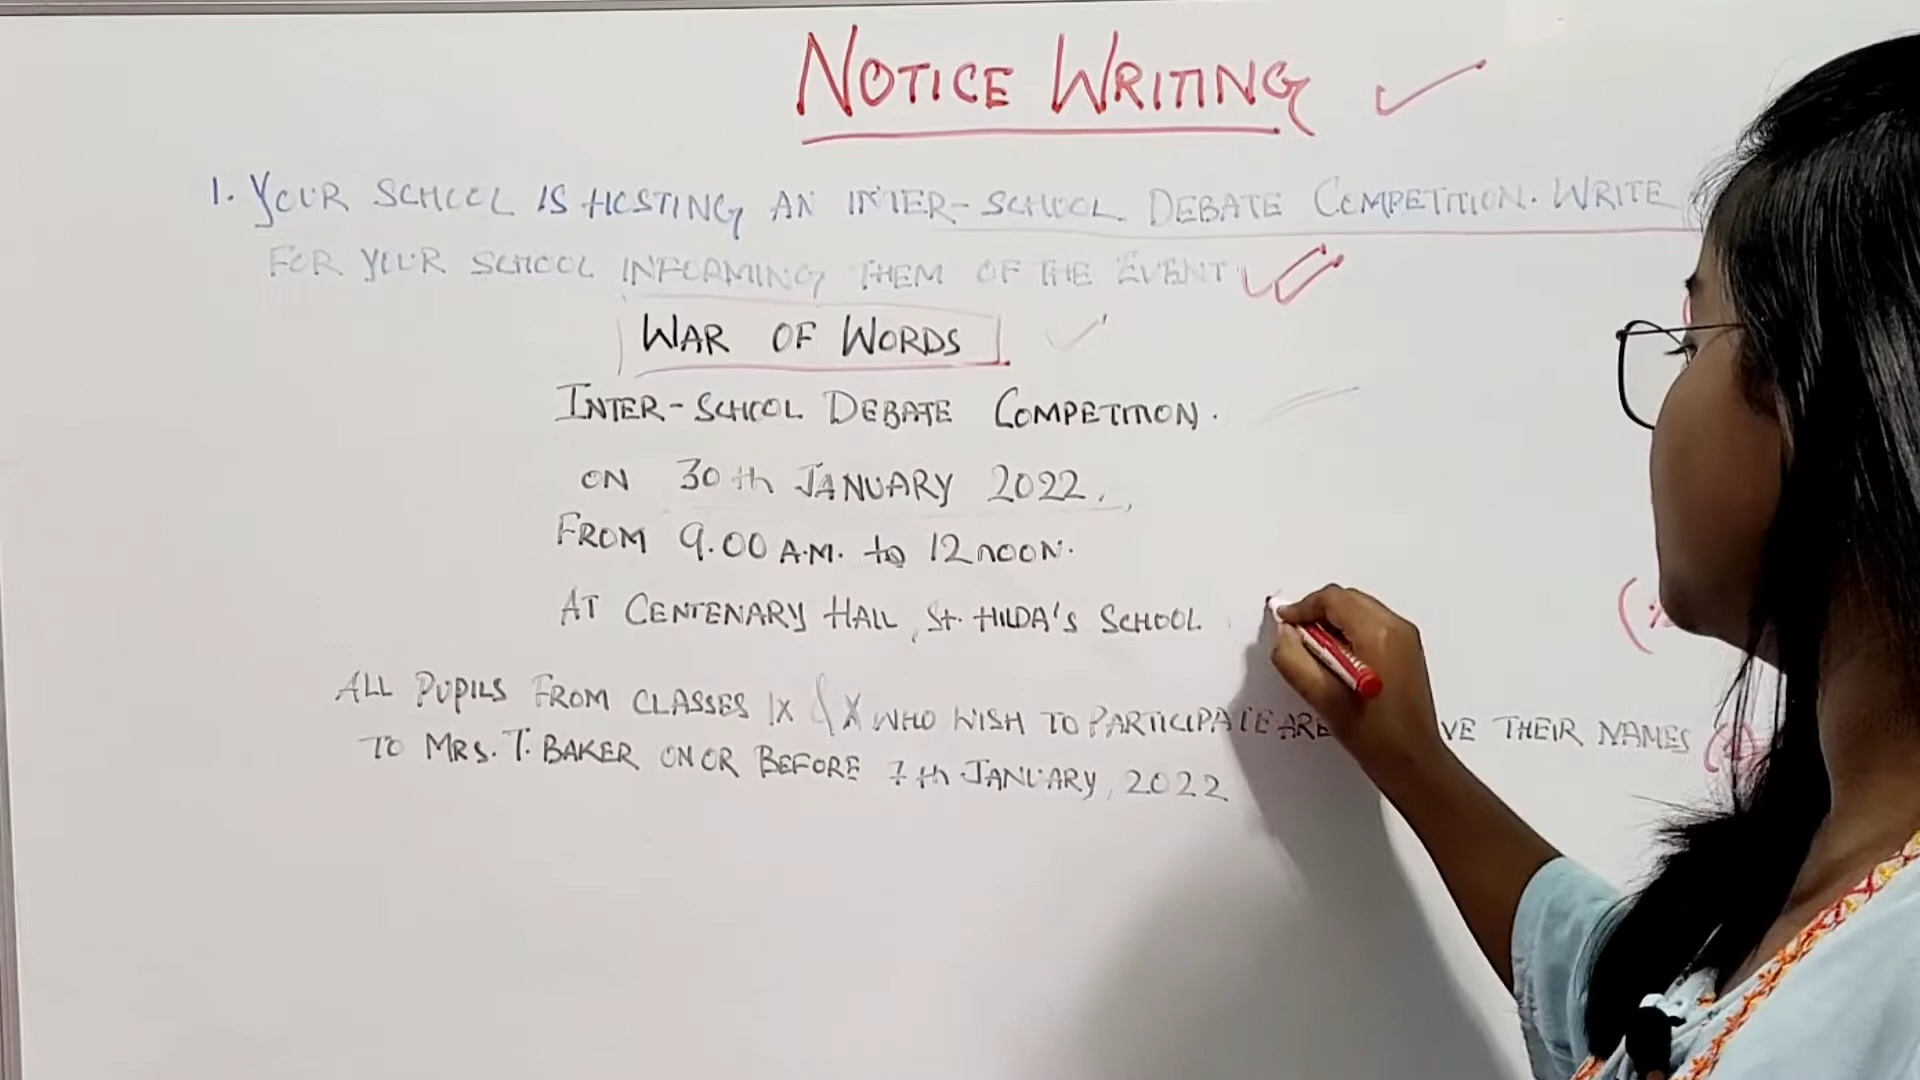 NOTICE WRITING
1. YOUR SCHOOL IS HOSTING AN INTER-SCHOOL DEBATE COMPETITION. WRITE
FOR YOUR SCHOOL INFORMING THEM OF THE EVENT
WAR OF WORDS
INTER-SCHOOL DEBATE COMPETITION.
ON 30th JANUARY 2022.,
FROM 9.00 A.M. to 12 NOON.
AT CENTENARY HALL, St. HILDA'S SCHOOL
ALL PUPILS FROM CLASSES IX & X WHO WISH TO PARTICIPATE ARE VE THEIR NAMES
TO MRS. T. BAKER ON OR BEFORE 7th JANUARY, 2022